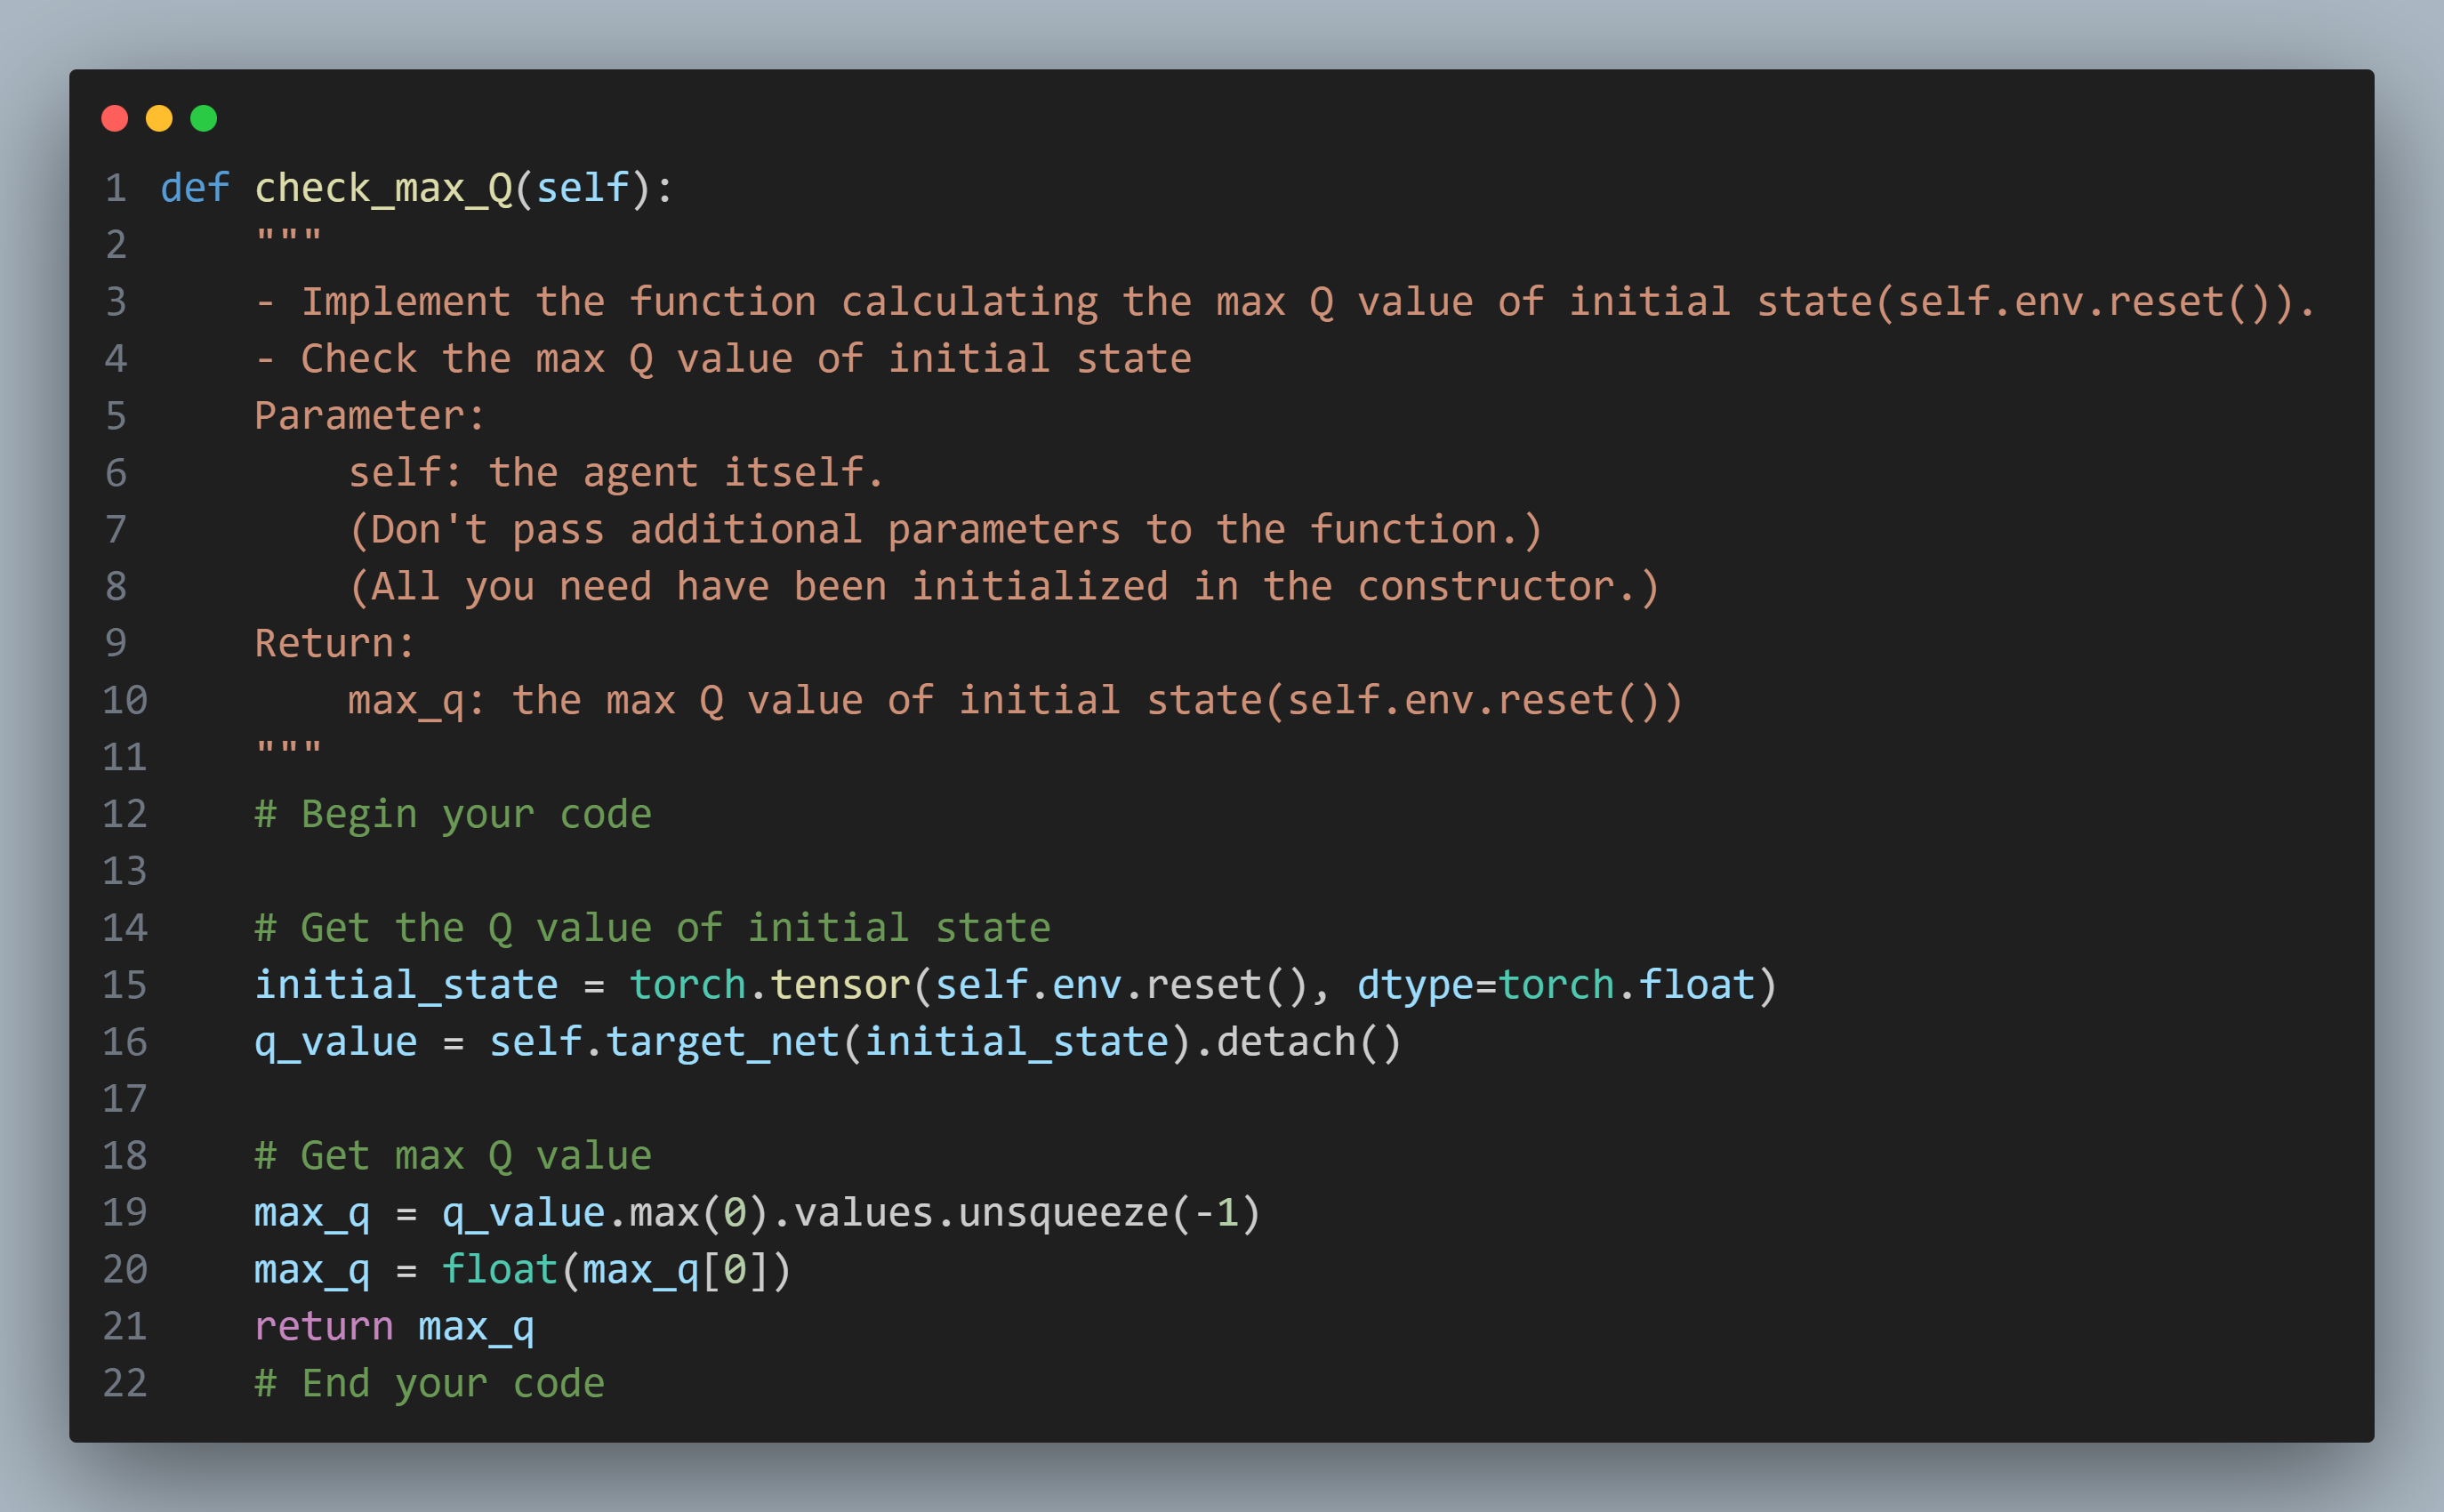 1 def check_max_Q(self):
2     """
3     - Implement the function calculating the max Q value of initial state(self.env.reset()).
4     - Check the max Q value of initial state
5     Parameter:
6         self: the agent itself.
7         (Don't pass additional parameters to the function.)
8         (All you need have been initialized in the constructor.)
9     Return:
10         max_q: the max Q value of initial state(self.env.reset())
11     """
12     # Begin your code
13
14     # Get the Q value of initial state
15     initial_state = torch.tensor(self.env.reset(), dtype=torch.float)
16     q_value = self.target_net(initial_state).detach()
17
18     # Get max Q value
19     max_q = q_value.max(0).values.unsqueeze(-1)
20     max_q = float(max_q[0])
21     return max_q
22     # End your code